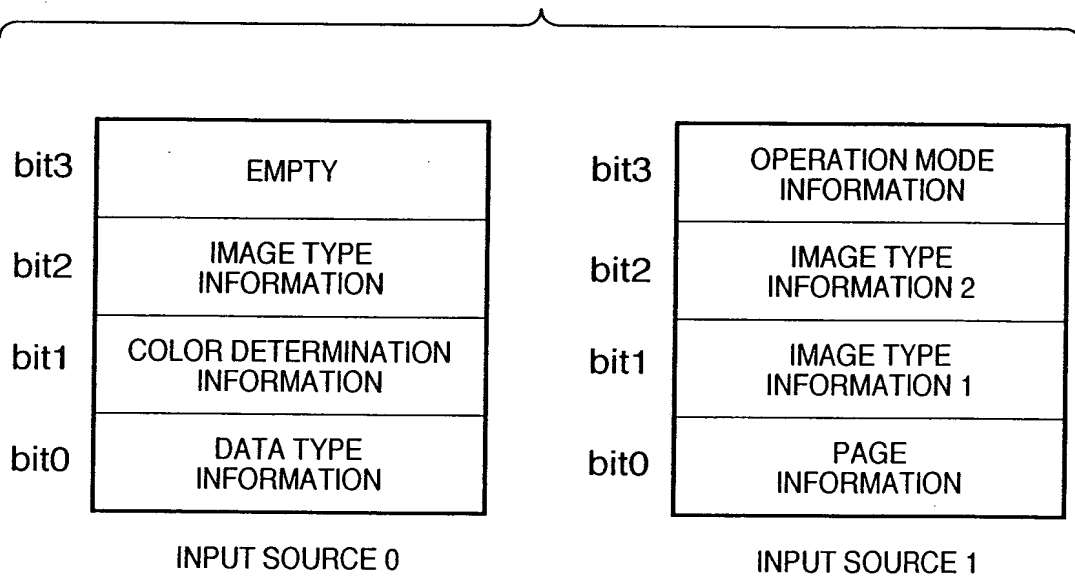 bit3
EMPTY
bit2
IMAGE TYPE
INFORMATION
bit1
COLOR DETERMINATION
INFORMATION
bit0
DATA TYPE
INFORMATION
INPUT SOURCE 0
bit3
OPERATION MODE
INFORMATION
bit2
IMAGE TYPE
INFORMATION 2
bit1
IMAGE TYPE
INFORMATION 1
bit0
PAGE
INFORMATION
INPUT SOURCE 1